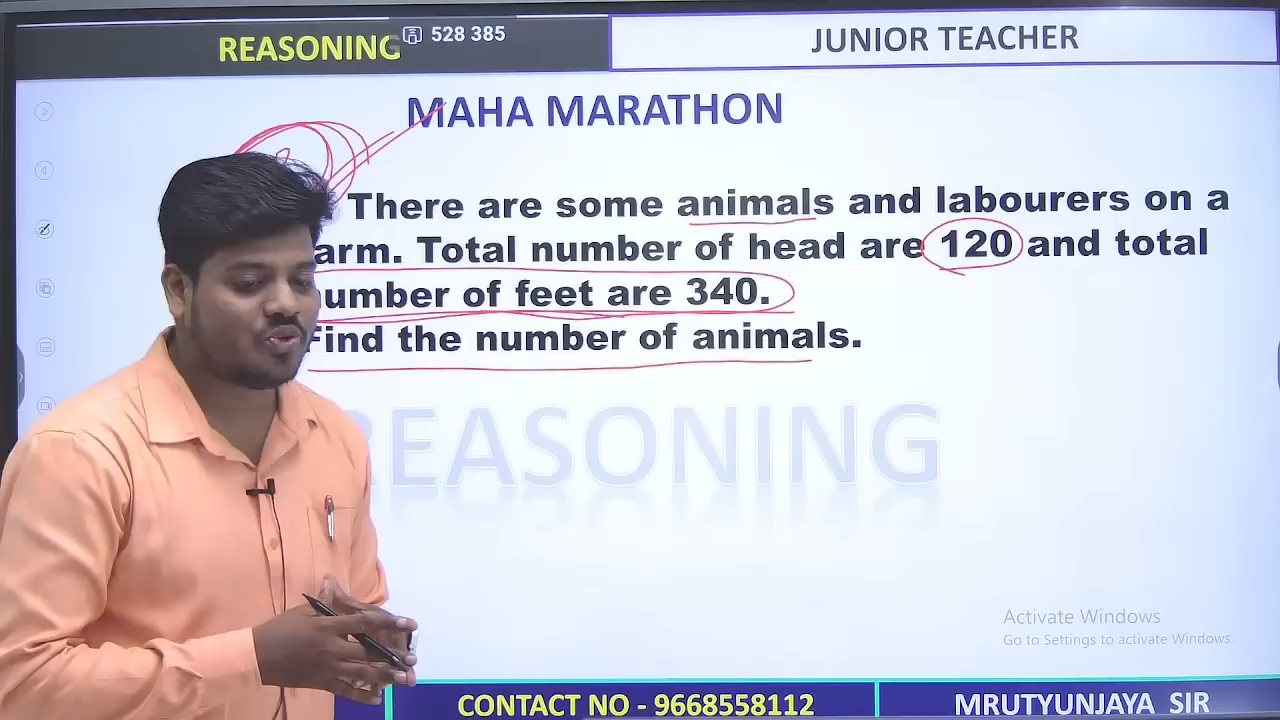 REASONING
528 385
JUNIOR TEACHER
MAHA MARATHON
There are some animals and labourers on a
arm. Total number of head are 120 and total
umber of feet are 340.
Find the number of animals.
REASONING
Activate Windows
Go to Settings to activate Windows.
CONTACT NO - 9668558112
MRUTYUNJAYA SIR